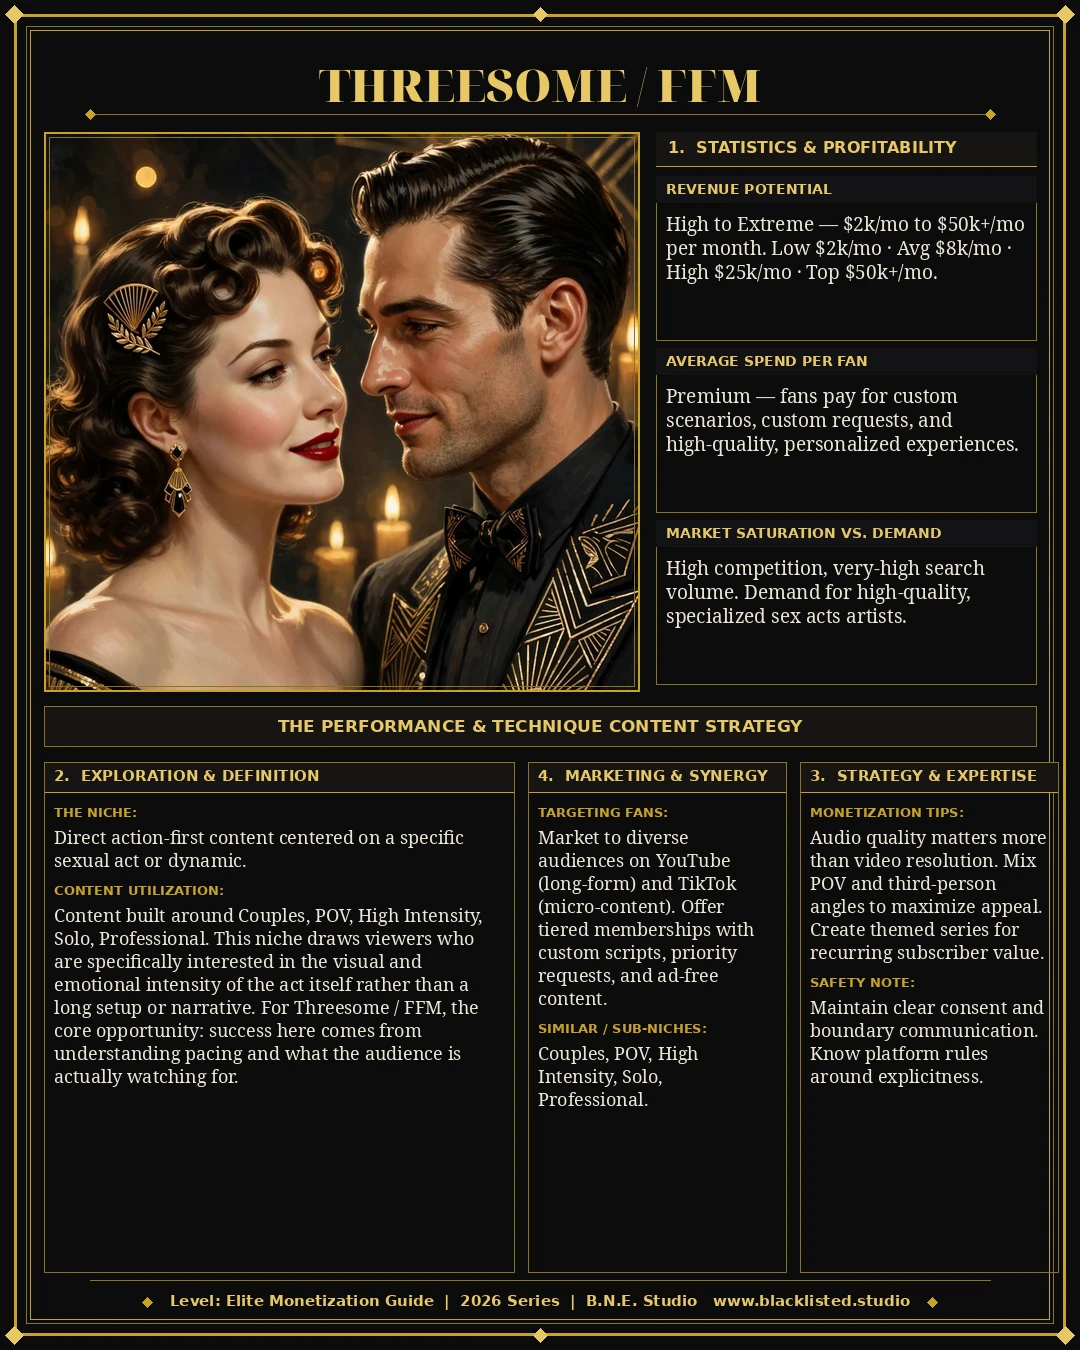 THREESOME / FFM
1. STATISTICS & PROFITABILITY
REVENUE POTENTIAL
High to Extreme — $2k/mo to $50k+/mo
per month. Low $2k/mo · Avg $8k/mo ·
High $25k/mo · Top $50k+/mo.
AVERAGE SPEND PER FAN
Premium — fans pay for custom
scenarios, custom requests, and
high-quality, personalized experiences.
MARKET SATURATION VS. DEMAND
High competition, very-high search
volume. Demand for high-quality,
specialized sex acts artists.
THE PERFORMANCE & TECHNIQUE CONTENT STRATEGY
2. EXPLORATION & DEFINITION
THE NICHE:
Direct action-first content centered on a specific
sexual act or dynamic.
CONTENT UTILIZATION:
Content built around Couples, POV, High Intensity,
Solo, Professional. This niche draws viewers who
are specifically interested in the visual and
emotional intensity of the act itself rather than a
long setup or narrative. For Threesome / FFM, the
core opportunity: success here comes from
understanding pacing and what the audience is
actually watching for.
4. MARKETING & SYNERGY
TARGETING FANS:
Market to diverse
audiences on YouTube
(long-form) and TikTok
(micro-content). Offer
tiered memberships with
custom scripts, priority
requests, and ad-free
content.
SIMILAR / SUB-NICHES:
Couples, POV, High
Intensity, Solo,
Professional.
3. STRATEGY & EXPERTISE
MONETIZATION TIPS:
Audio quality matters more
than video resolution. Mix
POV and third-person
angles to maximize appeal.
Create themed series for
recurring subscriber value.
SAFETY NOTE:
Maintain clear consent and
boundary communication.
Know platform rules
around explicitness.
Level: Elite Monetization Guide | 2026 Series | B.N.E. Studio www.blacklisted.studio